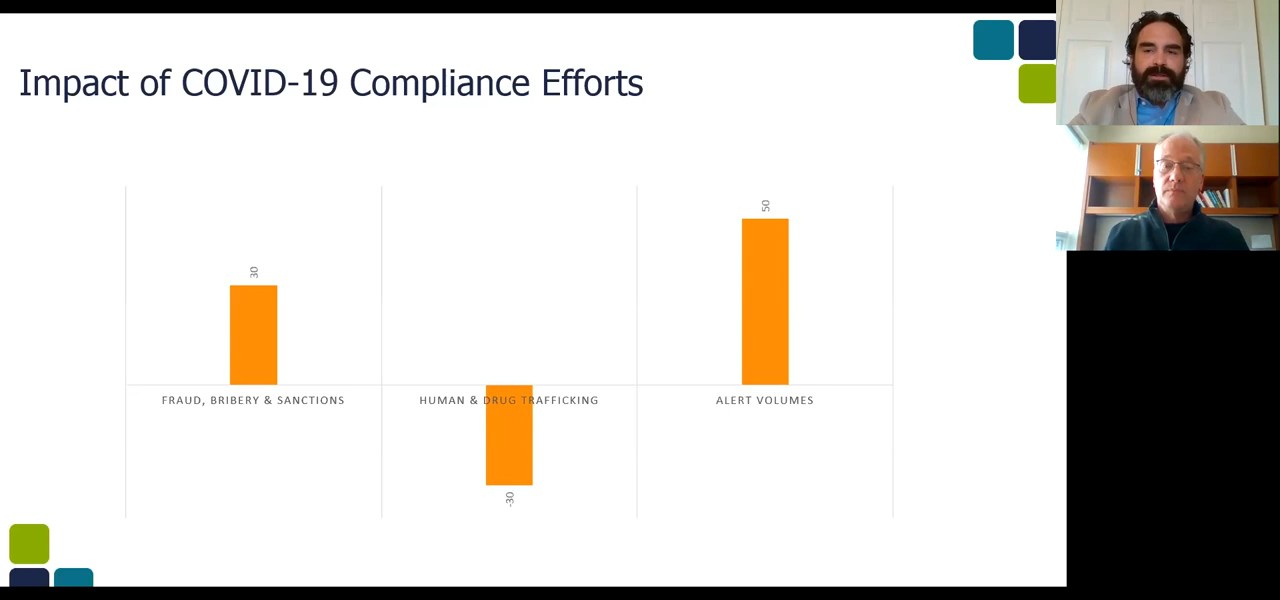 Impact of COVID-19 Compliance Efforts
50
30
FRAUD, BRIBERY & SANCTIONS
HUMAN & DRUG TRAFFICKING
ALERT VOLUMES
-30